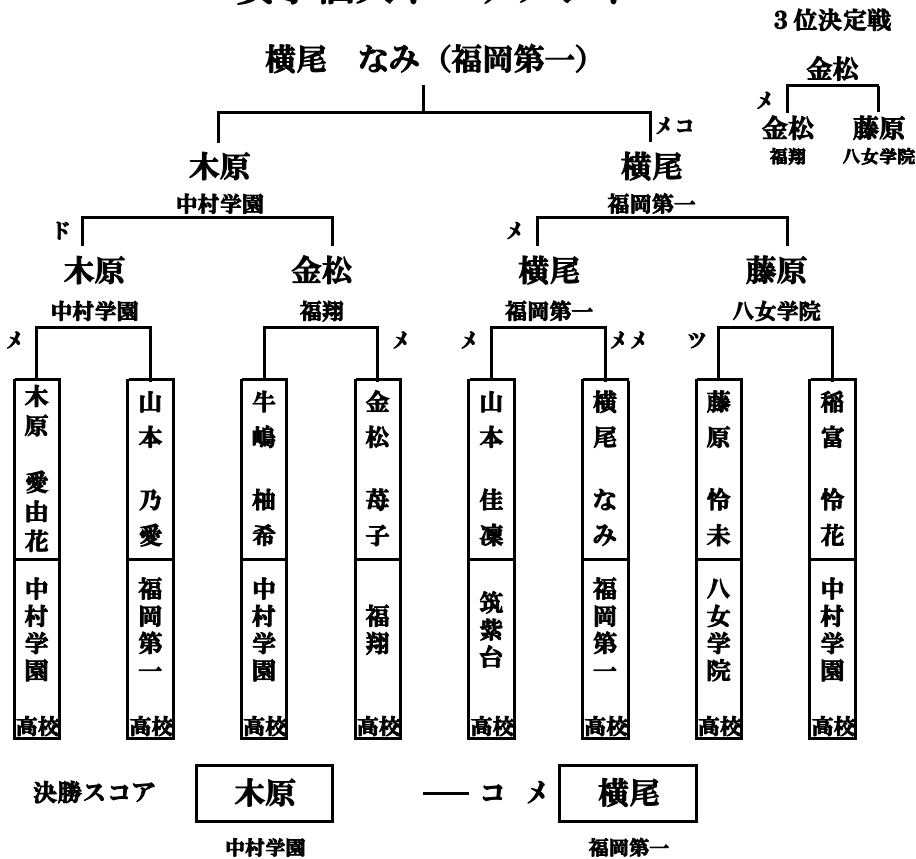 3位決定戦
横尾 なみ（福岡第一）
金松
メ
金松 藤原
福翔 八女学院
メコ
木原 横尾
中村学園 福岡第一
ド メ
木原 金松 横尾 藤原
中村学園 福翔 福岡第一 八女学院
メ メ メ メメ ツ
木原 愛由花
中村学園
高校
山本 乃愛
福岡第一
高校
牛嶋 柚希
中村学園
高校
金松 苺子
福翔
高校
山本 佳凜
筑紫台
高校
横尾 なみ
福岡第一
高校
藤原 怜未
八女学院
高校
稲富 怜花
中村学園
高校
決勝スコア 木原 ― コ メ 横尾
中村学園 福岡第一